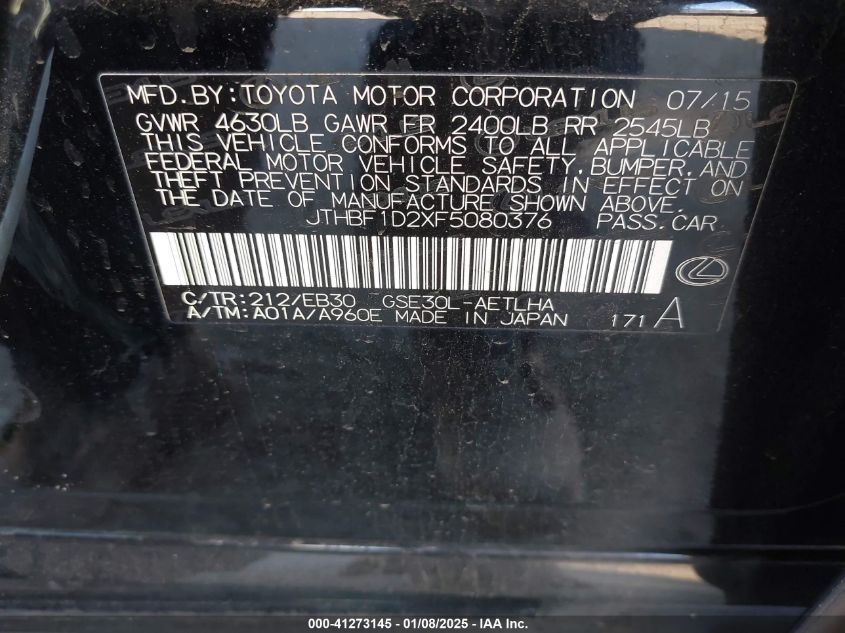 MFD.BY:TOYOTA MOTOR CORPORATION 07/15
GVWR 4630LB GAWR FR 2400LB RR 2545LB
THIS VEHICLE CONFORMS TO ALL APPLICABLE
FEDERAL MOTOR VEHICLE SAFETY,BUMPER,AND
THEFT PREVENTION STANDARDS IN EFFECT ON
THE DATE OF MANUFACTURE SHOWN ABOVE.
JTHBF1D2XF5080376 PASS.CAR
C/TR:212/EB30 GSE30L-AETLHA
A/TM:A01A/A960E MADE IN JAPAN 171 A
000-41273145 - 01/08/2025 - IAA Inc.